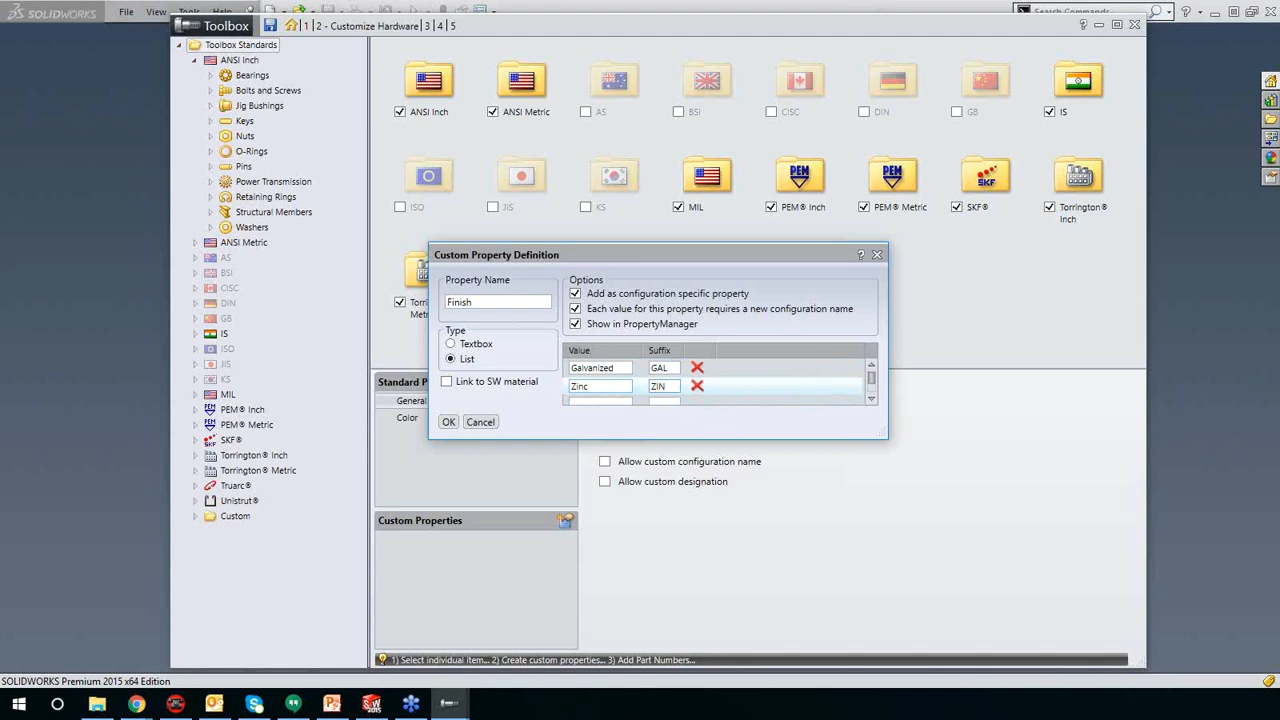 SOLIDWORKS
File
View
Tools
Help
Search Commands
Toolbox
1 | 2 - Customize Hardware | 3 | 4 | 5
Toolbox Standards
ANSI Inch
Bearings
Bolts and Screws
Jig Bushings
Keys
Nuts
O-Rings
Pins
Power Transmission
Retaining Rings
Structural Members
Washers
ANSI Metric
AS
BSI
CISC
DIN
GB
IS
ISO
JIS
KS
MIL
PEM® Inch
PEM® Metric
SKF®
Torrington® Inch
Torrington® Metric
Truarc®
Unistrut®
Custom
ANSI Inch
ANSI Metric
AS
BSI
CISC
DIN
GB
IS
ISO
JIS
KS
MIL
PEM
PEM® Inch
PEM
PEM® Metric
SKF
SKF®
Torrington®
Inch
Custom Property Definition
Property Name
Finish
Type
Textbox
List
Link to SW material
OK
Cancel
Options
Add as configuration specific property
Each value for this property requires a new configuration name
Show in PropertyManager
Value
Suffix
Galvanized
GAL
Zinc
ZIN
General
Color
Allow custom configuration name
Allow custom designation
Custom Properties
1) Select individual item... 2) Create custom properties... 3) Add Part Numbers...
SOLIDWORKS Premium 2015 x64 Edition